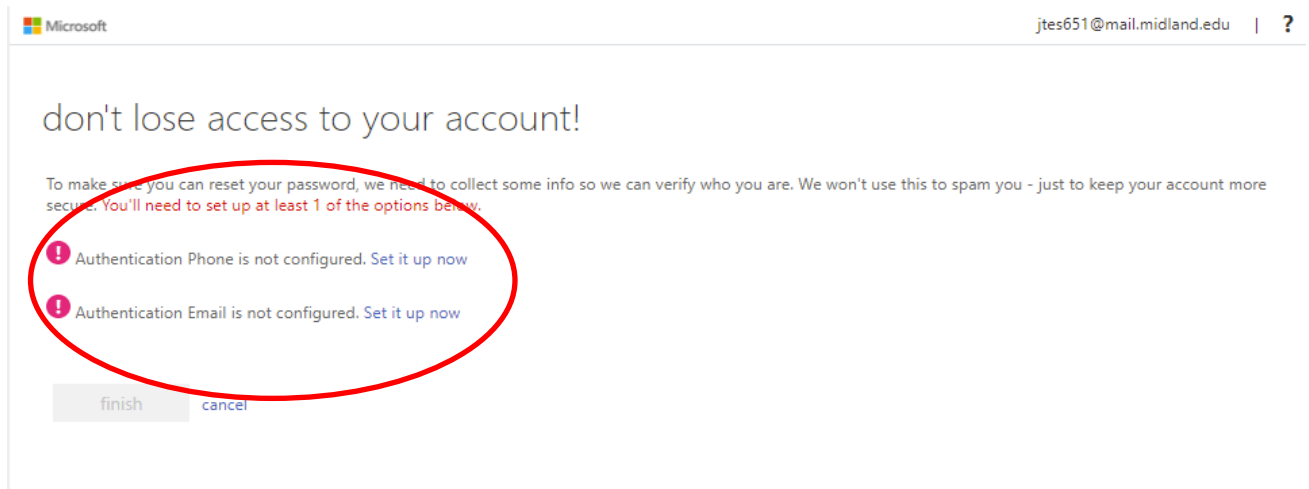 Microsoft
jtes651@mail.midland.edu | ?
don't lose access to your account!
To make sure you can reset your password, we need to collect some info so we can verify who you are. We won't use this to spam you - just to keep your account more
secure. You'll need to set up at least 1 of the options below.
! Authentication Phone is not configured. Set it up now
! Authentication Email is not configured. Set it up now
finish cancel